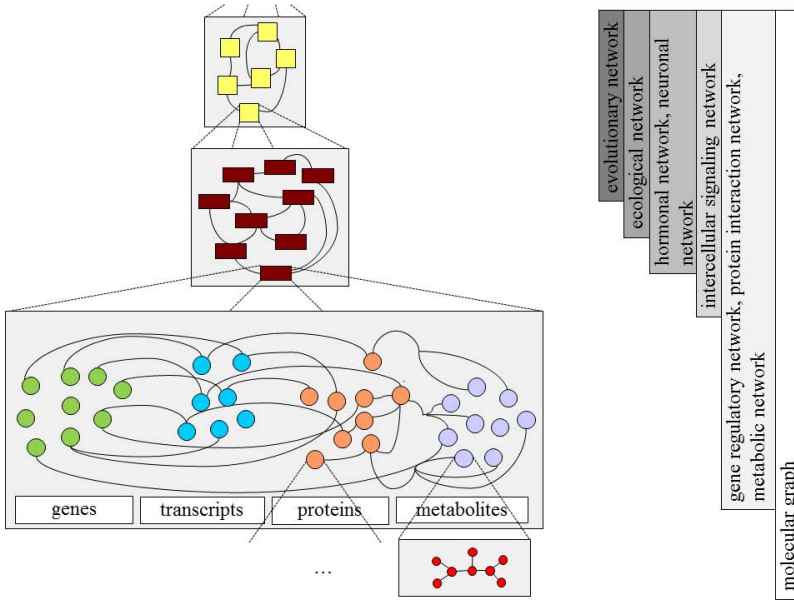 genes
transcripts
proteins
metabolites
...
evolutionary network
ecological network
hormonal network, neuronal
network
intercellular signaling network
gene regulatory network, protein interaction network,
metabolic network
molecular graph